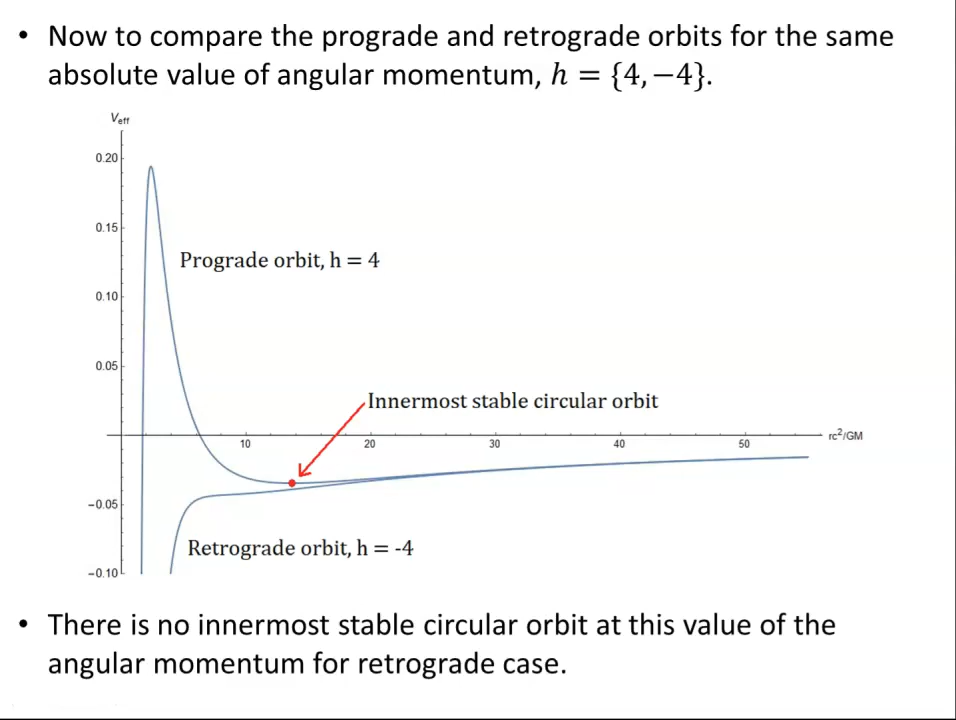 • Now to compare the prograde and retrograde orbits for the same
absolute value of angular momentum, h = {4, −4}.
V_eff
0.20
0.15
Prograde orbit, h = 4
0.10
0.05
Innermost stable circular orbit
10 20 30 40 50 rc²/GM
−0.05
Retrograde orbit, h = -4
−0.10
• There is no innermost stable circular orbit at this value of the
angular momentum for retrograde case.